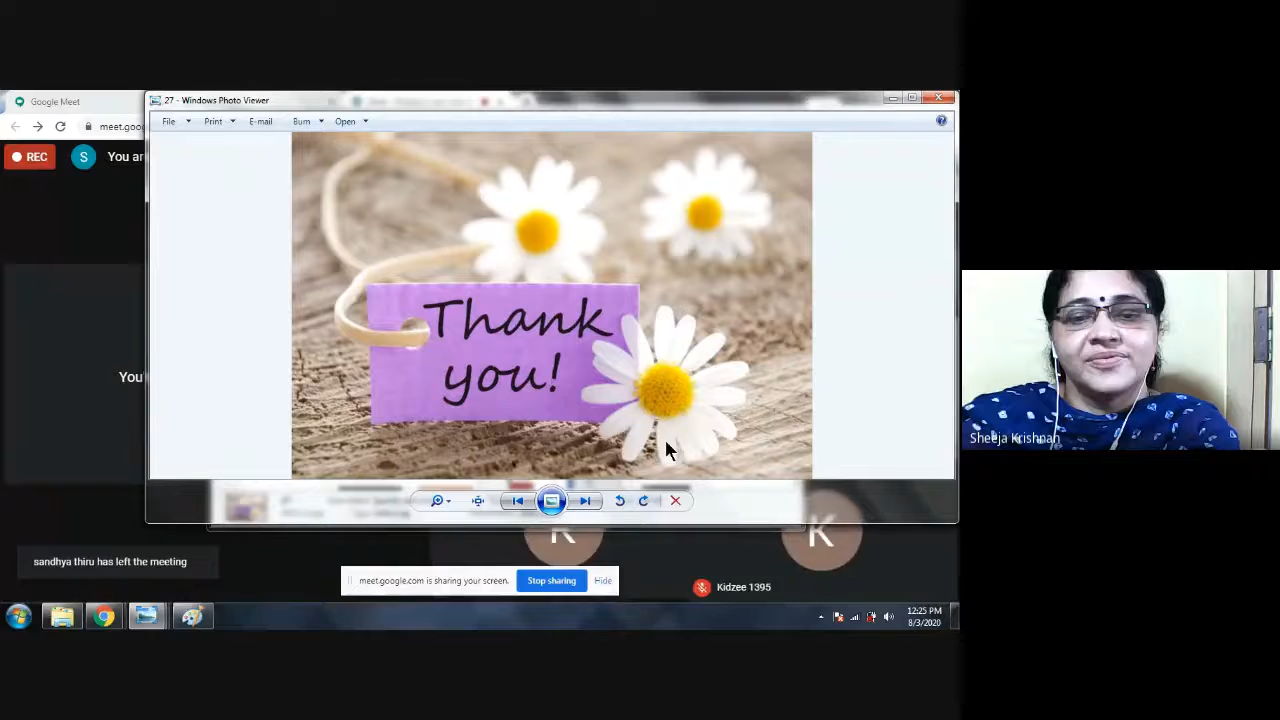 Google Meet
27 - Windows Photo Viewer
meet.goo
File Print E-mail Burn Open
REC
S
You ar
Thank
you!
You'
Sheeja Krishnan
K
K
sandhya thiru has left the meeting
meet.google.com is sharing your screen. Stop sharing Hide
Kidzee 1395
12:25 PM
8/3/2020